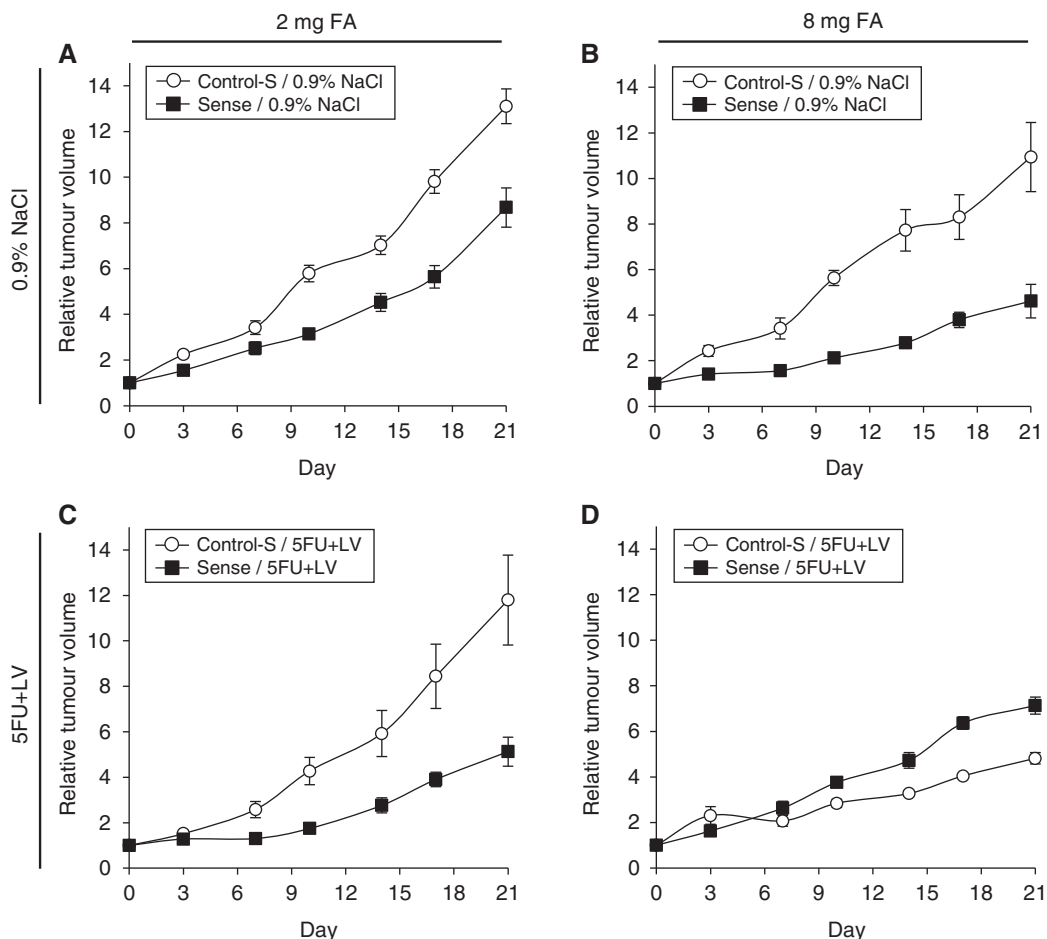 2 mg FA
8 mg FA
0.9% NaCl
A
Control-S / 0.9% NaCl
Sense / 0.9% NaCl
Relative tumour volume
14
12
10
8
6
4
2
0
0 3 6 9 12 15 18 21
Day
B
Control-S / 0.9% NaCl
Sense / 0.9% NaCl
Relative tumour volume
14
12
10
8
6
4
2
0
0 3 6 9 12 15 18 21
Day
5FU+LV
C
Control-S / 5FU+LV
Sense / 5FU+LV
Relative tumour volume
14
12
10
8
6
4
2
0
0 3 6 9 12 15 18 21
Day
D
Control-S / 5FU+LV
Sense / 5FU+LV
Relative tumour volume
14
12
10
8
6
4
2
0
0 3 6 9 12 15 18 21
Day